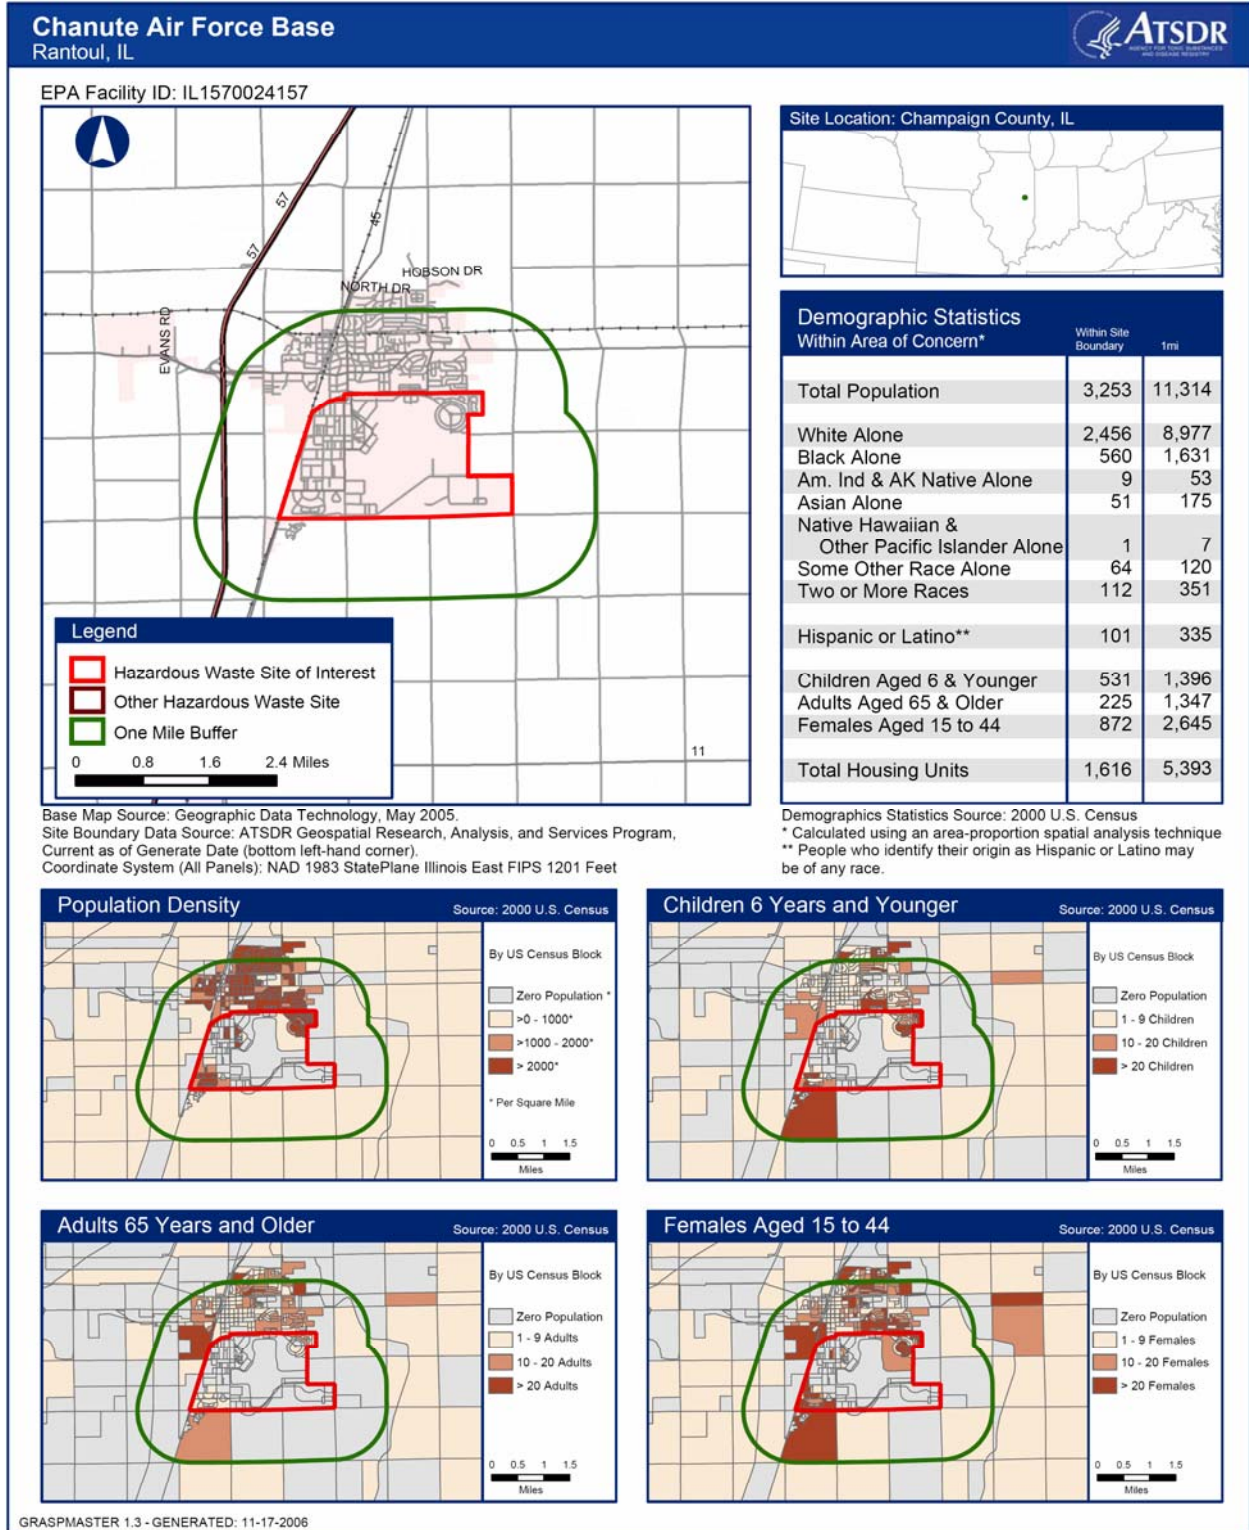 Chanute Air Force Base
Rantoul, IL
ATSDR
AGENCY FOR TOXIC SUBSTANCES
AND DISEASE REGISTRY
EPA Facility ID: IL1570024157
57
57
45
HOBSON DR
NORTH DR
EVANS RD
11
Legend
Hazardous Waste Site of Interest
Other Hazardous Waste Site
One Mile Buffer
0 0.8 1.6 2.4 Miles
Site Location: Champaign County, IL
Demographic Statistics
Within Area of Concern* Within Site Boundary 1mi
Total Population 3,253 11,314
White Alone 2,456 8,977
Black Alone 560 1,631
Am. Ind & AK Native Alone 9 53
Asian Alone 51 175
Native Hawaiian &
Other Pacific Islander Alone 1 7
Some Other Race Alone 64 120
Two or More Races 112 351
Hispanic or Latino** 101 335
Children Aged 6 & Younger 531 1,396
Adults Aged 65 & Older 225 1,347
Females Aged 15 to 44 872 2,645
Total Housing Units 1,616 5,393
Base Map Source: Geographic Data Technology, May 2005.
Site Boundary Data Source: ATSDR Geospatial Research, Analysis, and Services Program,
Current as of Generate Date (bottom left-hand corner).
Coordinate System (All Panels): NAD 1983 StatePlane Illinois East FIPS 1201 Feet
Demographics Statistics Source: 2000 U.S. Census
* Calculated using an area-proportion spatial analysis technique
** People who identify their origin as Hispanic or Latino may
be of any race.
Population Density Source: 2000 U.S. Census
By US Census Block
Zero Population *
>0 - 1000*
>1000 - 2000*
> 2000*
* Per Square Mile
0 0.5 1 1.5
Miles
Children 6 Years and Younger Source: 2000 U.S. Census
By US Census Block
Zero Population
1 - 9 Children
10 - 20 Children
> 20 Children
0 0.5 1 1.5
Miles
Adults 65 Years and Older Source: 2000 U.S. Census
By US Census Block
Zero Population
1 - 9 Adults
10 - 20 Adults
> 20 Adults
0 0.5 1 1.5
Miles
Females Aged 15 to 44 Source: 2000 U.S. Census
By US Census Block
Zero Population
1 - 9 Females
10 - 20 Females
> 20 Females
0 0.5 1 1.5
Miles
GRASPMASTER 1.3 - GENERATED: 11-17-2006